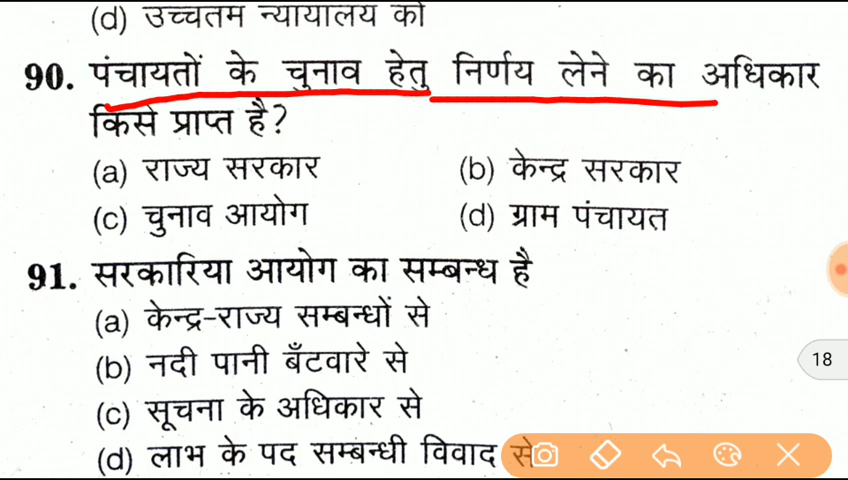 (d) उच्चतम न्यायालय को
90. पंचायतों के चुनाव हेतु निर्णय लेने का अधिकार
किसे प्राप्त है?
(a) राज्य सरकार (b) केन्द्र सरकार
(c) चुनाव आयोग (d) ग्राम पंचायत
91. सरकारिया आयोग का सम्बन्ध है
(a) केन्द्र-राज्य सम्बन्धों से
(b) नदी पानी बँटवारे से
(c) सूचना के अधिकार से
(d) लाभ के पद सम्बन्धी विवाद से
18